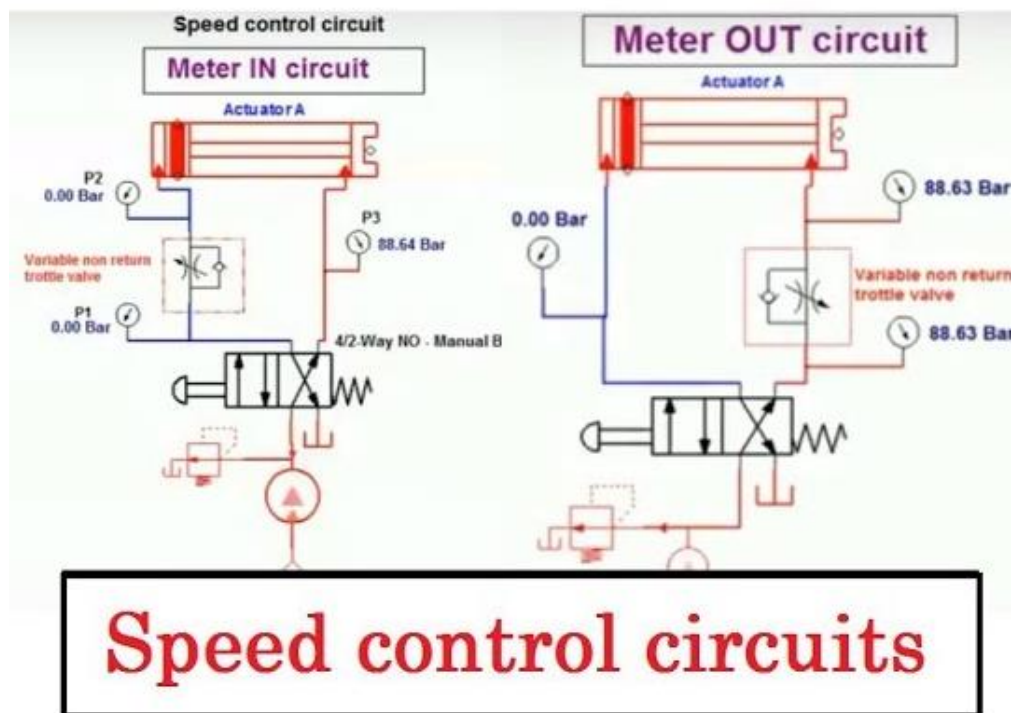 Speed control circuit
Meter IN circuit
Actuator A
P2
0.00 Bar
P3
88.64 Bar
Variable non return
trottle valve
P1
0.00 Bar
4/2-Way NO - Manual B
Meter OUT circuit
Actuator A
88.63 Bar
0.00 Bar
Variable non return
trottle valve
88.63 Bar
Speed control circuits